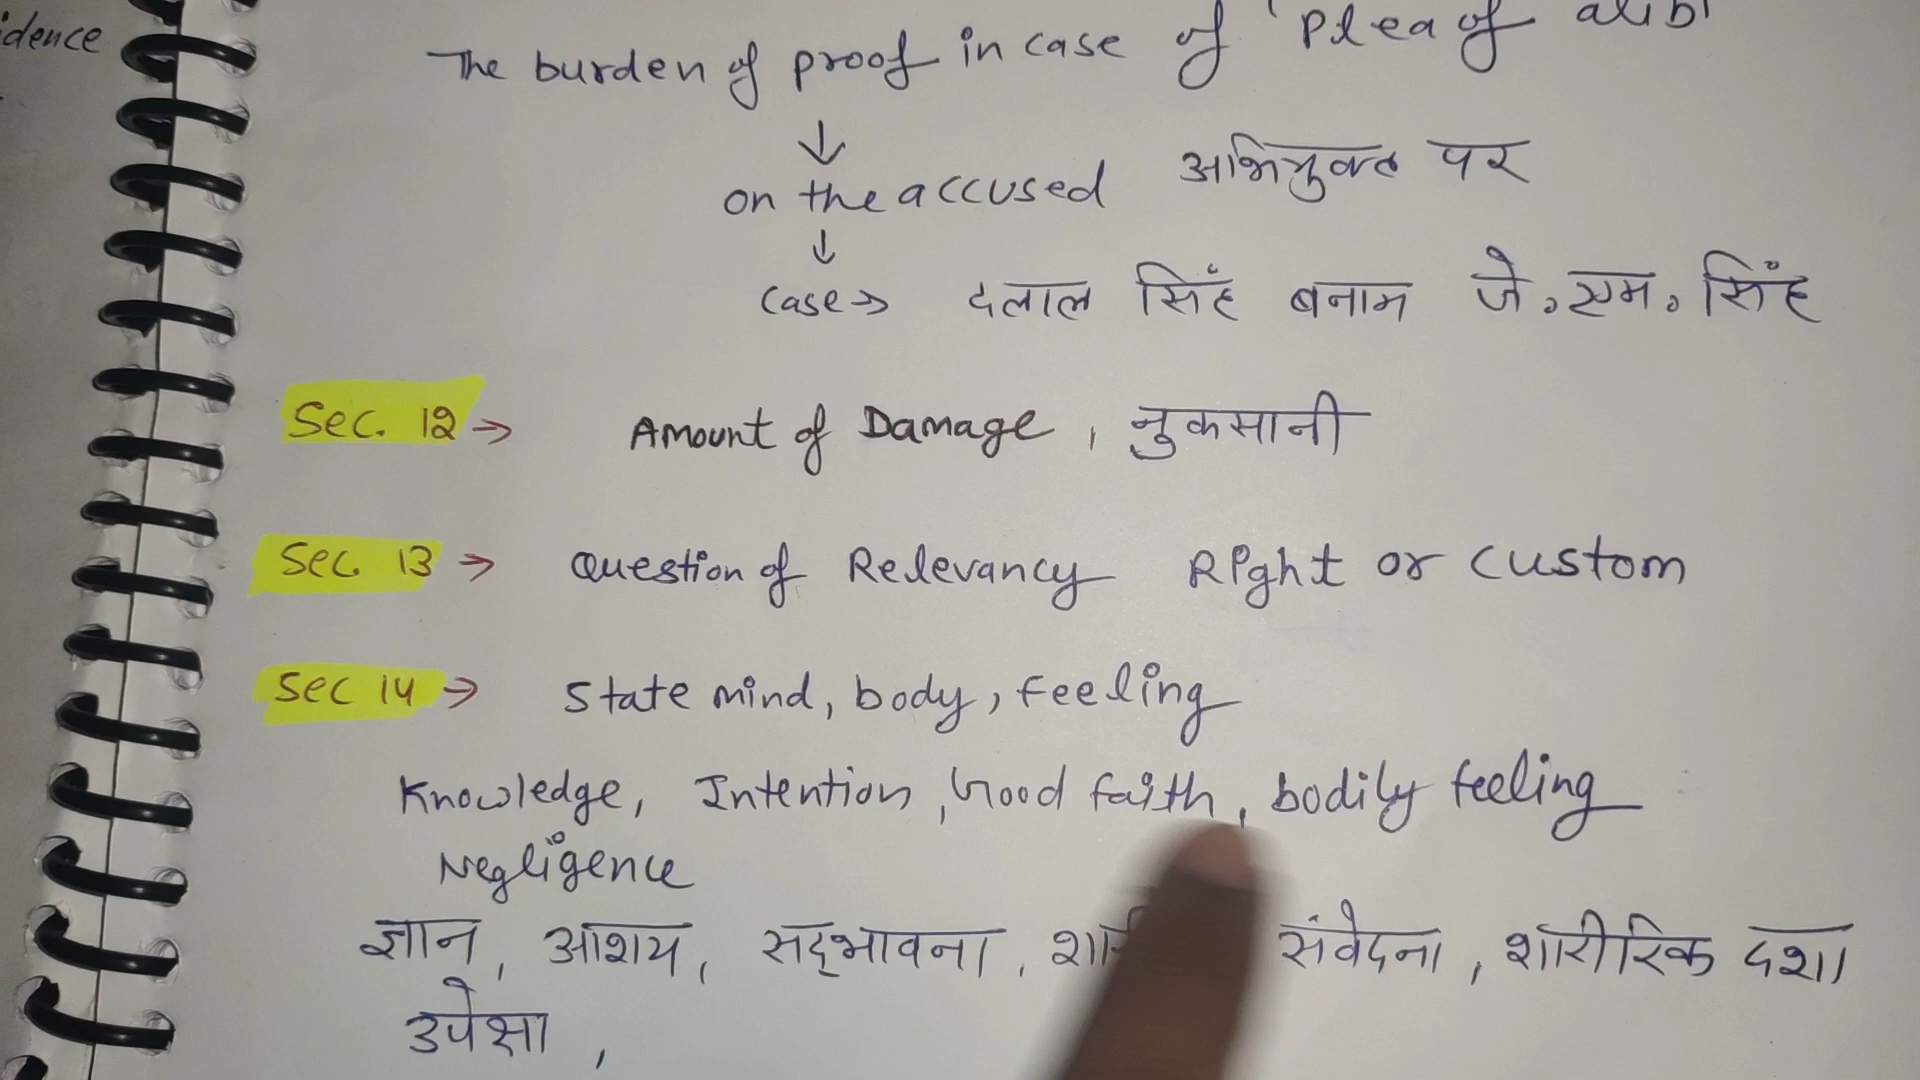 idence
The burden of proof in case of 'Plea of alibi
↓
on the accused अभियुक्त पर
↓
case → दलाल सिंह बनाम जे. एम. सिंह
Sec. 12 → Amount of Damage, नुकसानी
Sec. 13 → Question of Relevancy Right or custom
Sec 14 → State mind, body, Feeling
Knowledge, Intention, Good faith, bodily feeling
Negligence
ज्ञान, आशय, सद्भावना, संवेदना, शारीरिक दशा
उपेक्षा,